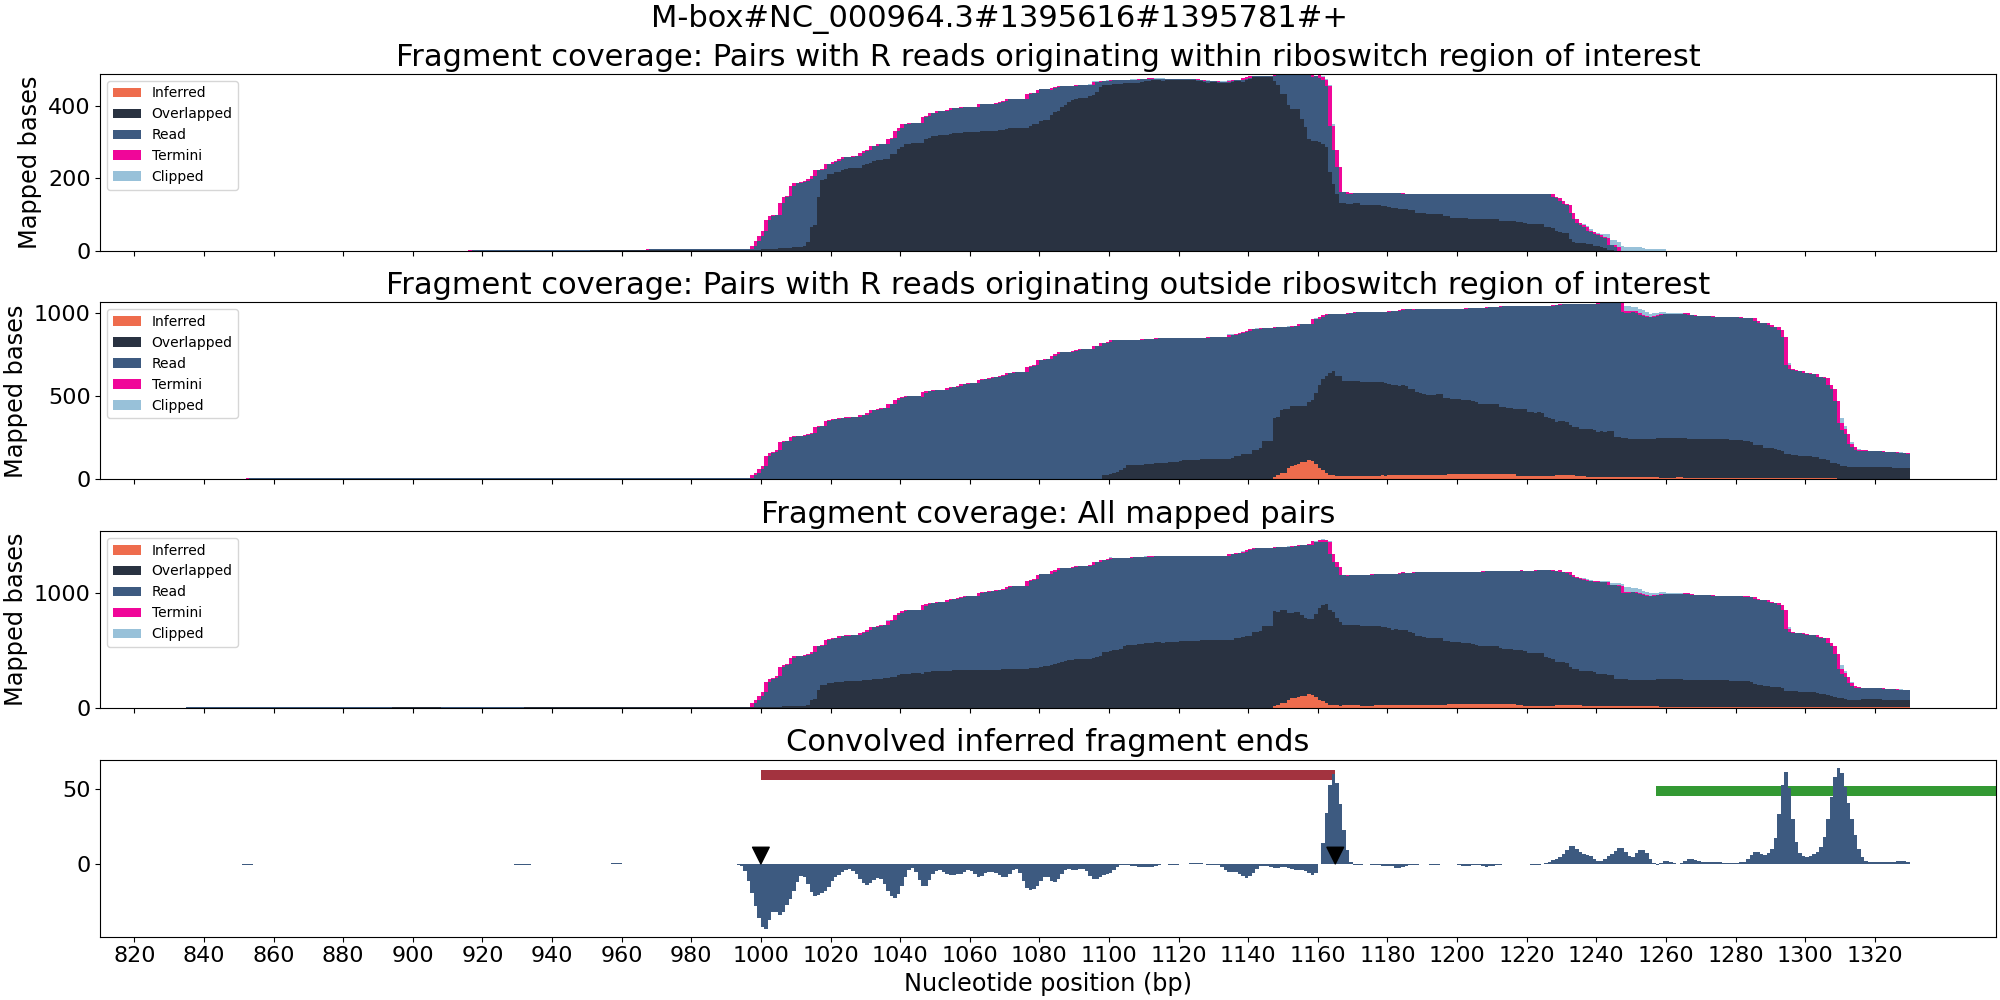 M-box#NC_000964.3#1395616#1395781#+
Fragment coverage: Pairs with R reads originating within riboswitch region of interest
Mapped bases
400
200
0
Inferred
Overlapped
Read
Termini
Clipped
Fragment coverage: Pairs with R reads originating outside riboswitch region of interest
Mapped bases
1000
500
0
Inferred
Overlapped
Read
Termini
Clipped
Fragment coverage: All mapped pairs
Mapped bases
1000
0
Inferred
Overlapped
Read
Termini
Clipped
Convolved inferred fragment ends
50
0
820 840 860 880 900 920 940 960 980 1000 1020 1040 1060 1080 1100 1120 1140 1160 1180 1200 1220 1240 1260 1280 1300 1320
Nucleotide position (bp)